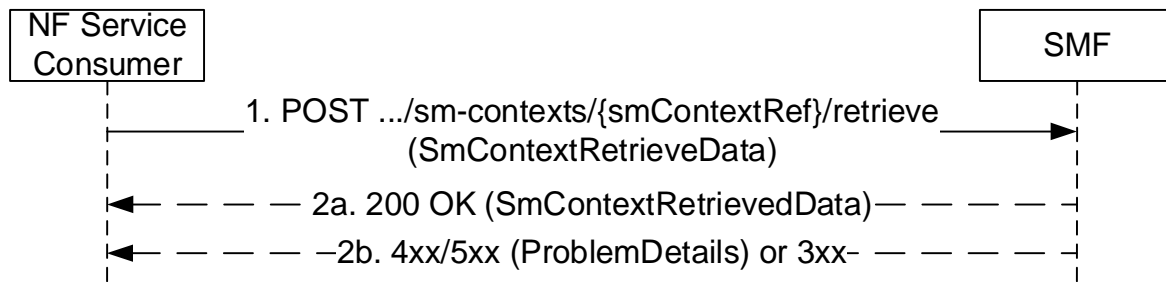 NF Service
Consumer
SMF
1. POST .../sm-contexts/{smContextRef}/retrieve
(SmContextRetrieveData)
2a. 200 OK (SmContextRetrievedData)
2b. 4xx/5xx (ProblemDetails) or 3xx